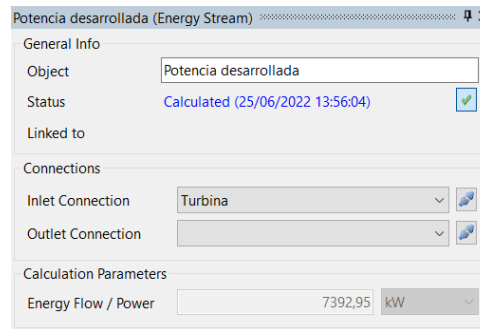 Potencia desarrollada (Energy Stream)
General Info
Object Potencia desarrollada
Status Calculated (25/06/2022 13:56:04)
Linked to
Connections
Inlet Connection Turbina
Outlet Connection
Calculation Parameters
Energy Flow / Power 7392,95 kW